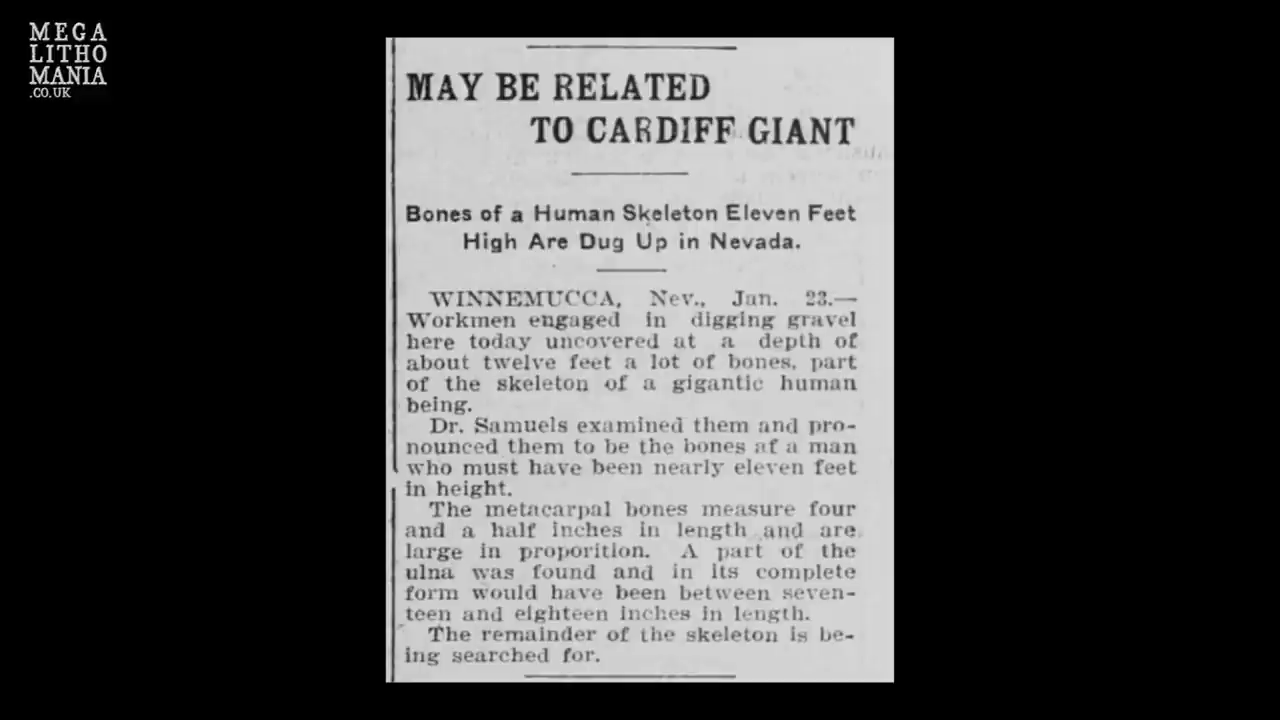 MEGA
LITHO
MANIA
.CO.UK
MAY BE RELATED
TO CARDIFF GIANT
Bones of a Human Skeleton Eleven Feet
High Are Dug Up in Nevada.
WINNEMUCCA, Nev., Jan. 23.—
Workmen engaged in digging gravel
here today uncovered at a depth of
about twelve feet a lot of bones, part
of the skeleton of a gigantic human
being.
Dr. Samuels examined them and pro-
nounced them to be the bones af a man
who must have been nearly eleven feet
in height.
The metacarpal bones measure four
and a half inches in length and are
large in proporition. A part of the
ulna was found and in its complete
form would have been between seven-
teen and eighteen inches in length.
The remainder of the skeleton is be-
ing searched for.